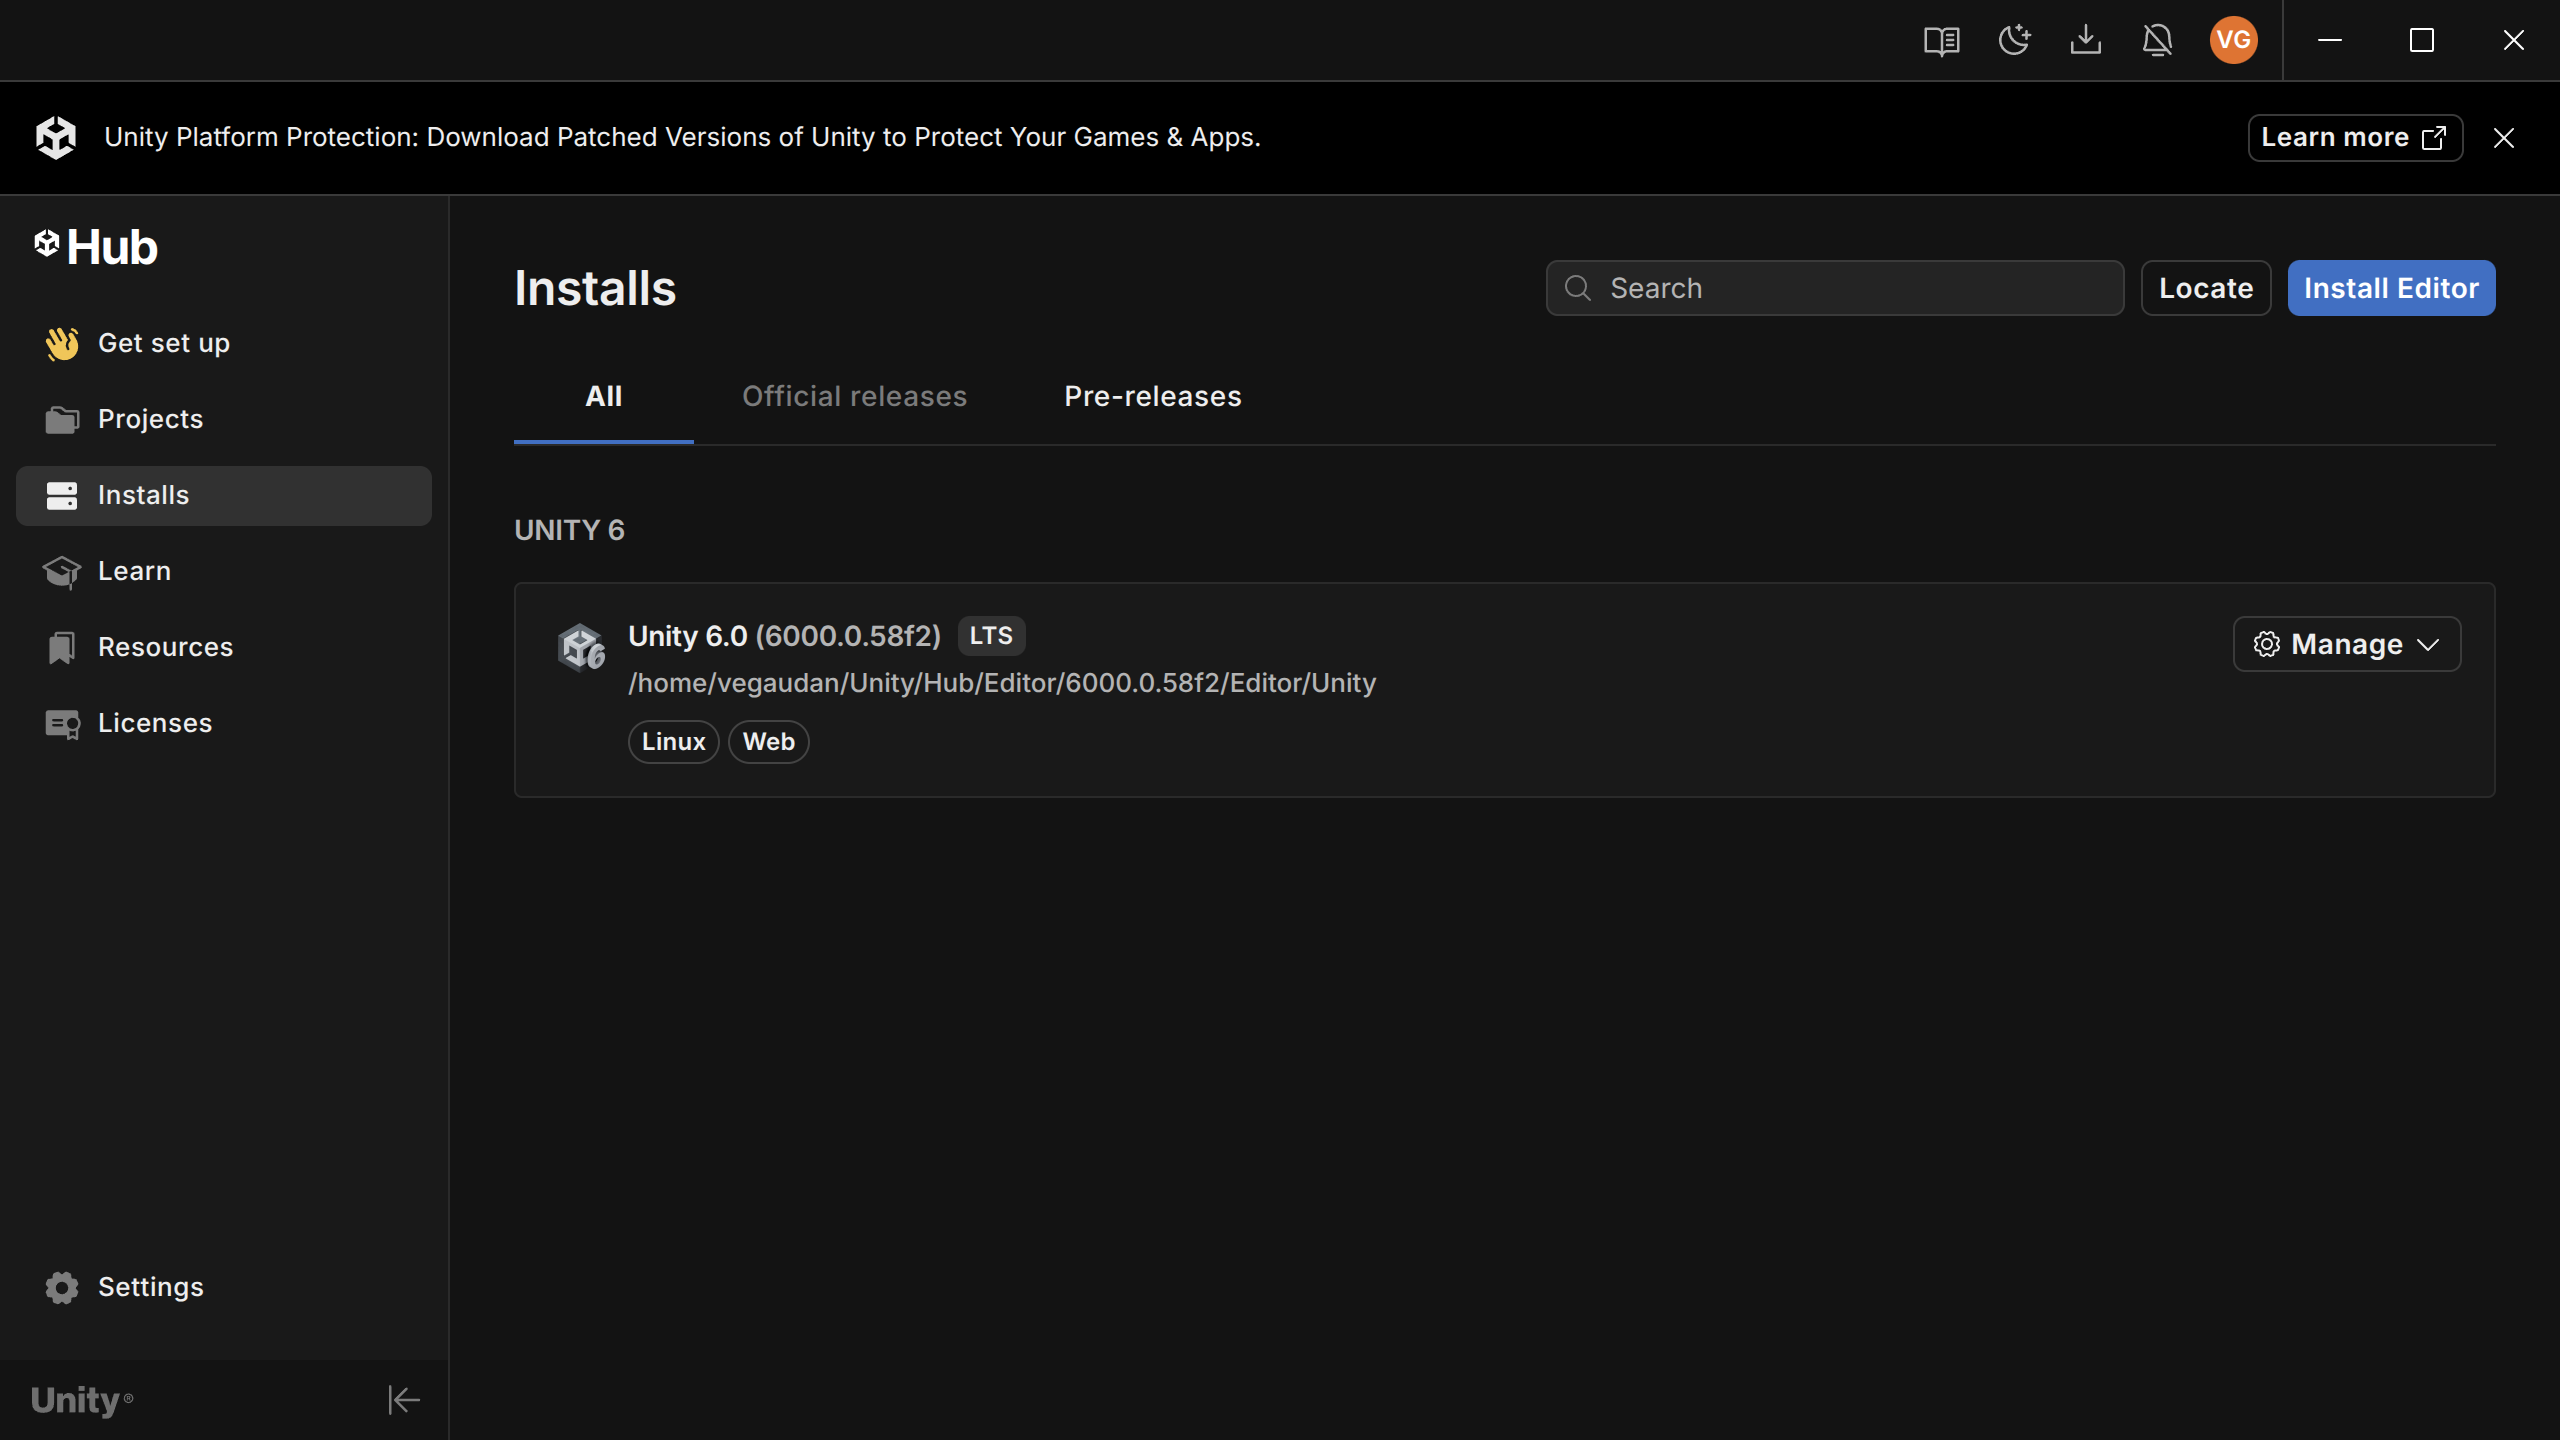 VG
Unity Platform Protection: Download Patched Versions of Unity to Protect Your Games & Apps.
Learn more
Hub
Get set up
Projects
Installs
Learn
Resources
Licenses
Settings
Unity®
Installs
Search
Locate
Install Editor
All
Official releases
Pre-releases
UNITY 6
6
Unity 6.0 (6000.0.58f2)
LTS
/home/vegaudan/Unity/Hub/Editor/6000.0.58f2/Editor/Unity
Linux
Web
Manage